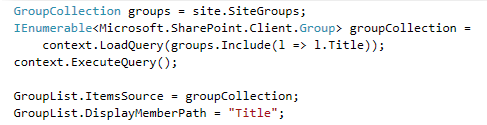 GroupCollection groups = site.SiteGroups;
IEnumerable<Microsoft.SharePoint.Client.Group> groupCollection =
    context.LoadQuery(groups.Include(l => l.Title));
context.ExecuteQuery();

GroupList.ItemsSource = groupCollection;
GroupList.DisplayMemberPath = "Title";